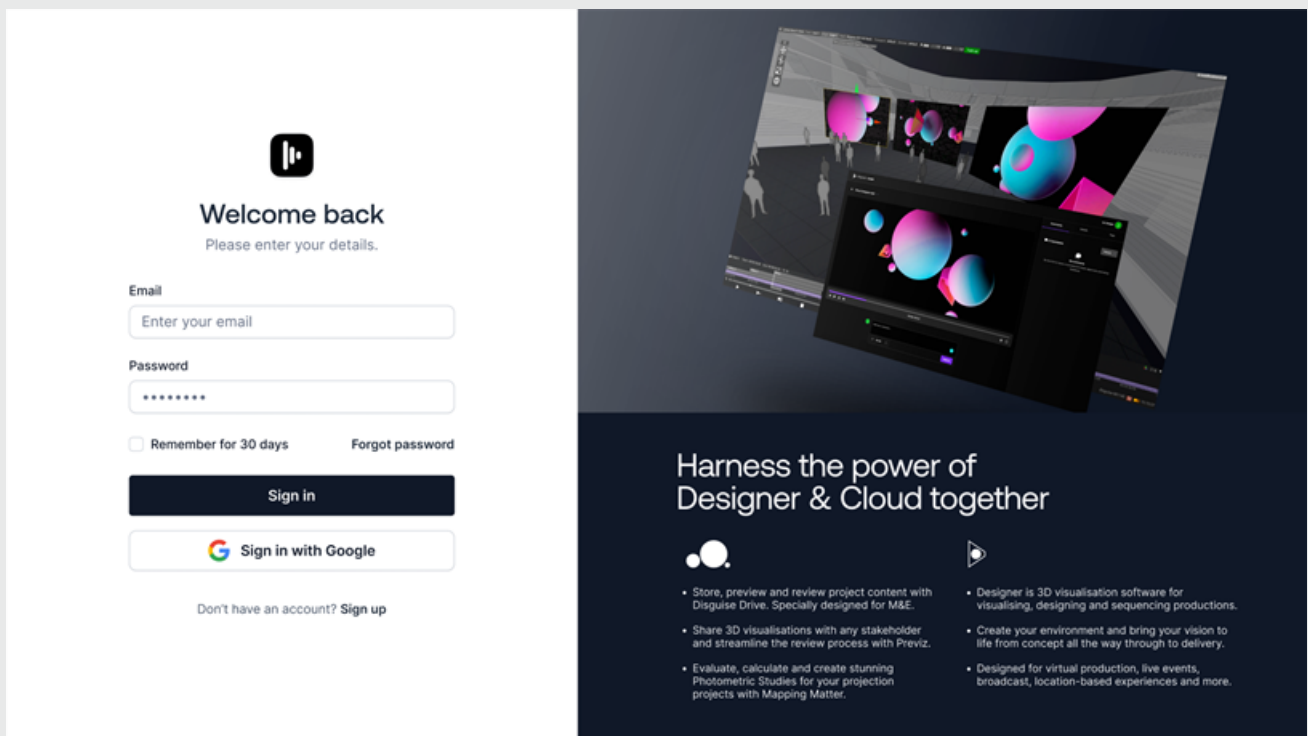 Welcome back
Please enter your details.
Email
Enter your email
Password
Remember for 30 days
Forgot password
Sign in
Sign in with Google
Don't have an account? Sign up
Harness the power of
Designer & Cloud together
• Store, preview and review project content with
Disguise Drive. Specially designed for M&E.
• Share 3D visualisations with any stakeholder
and streamline the review process with Previz.
• Evaluate, calculate and create stunning
Photometric Studies for your projection
projects with Mapping Matter.
• Designer is 3D visualisation software for
visualising, designing and sequencing productions.
• Create your environment and bring your vision to
life from concept all the way through to delivery.
• Designed for virtual production, live events,
broadcast, location-based experiences and more.